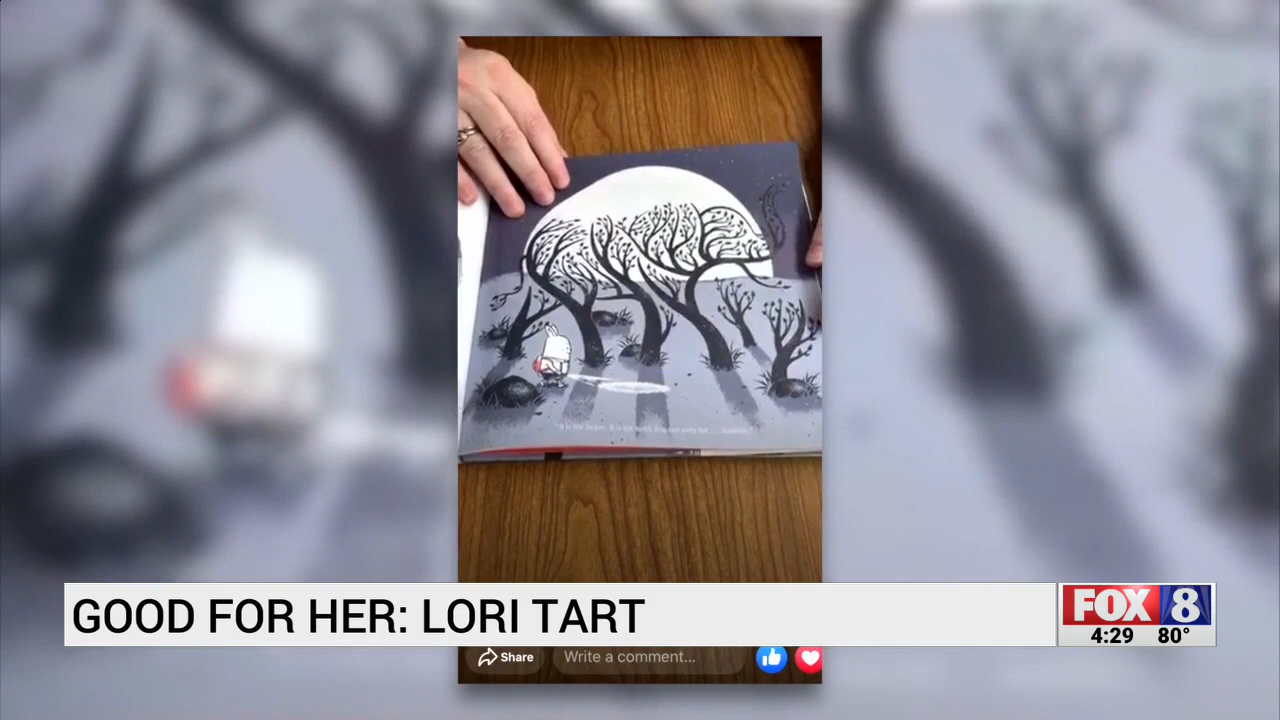 GOOD FOR HER: LORI TART
FOX 8
4:29 80°
Share
Write a comment...